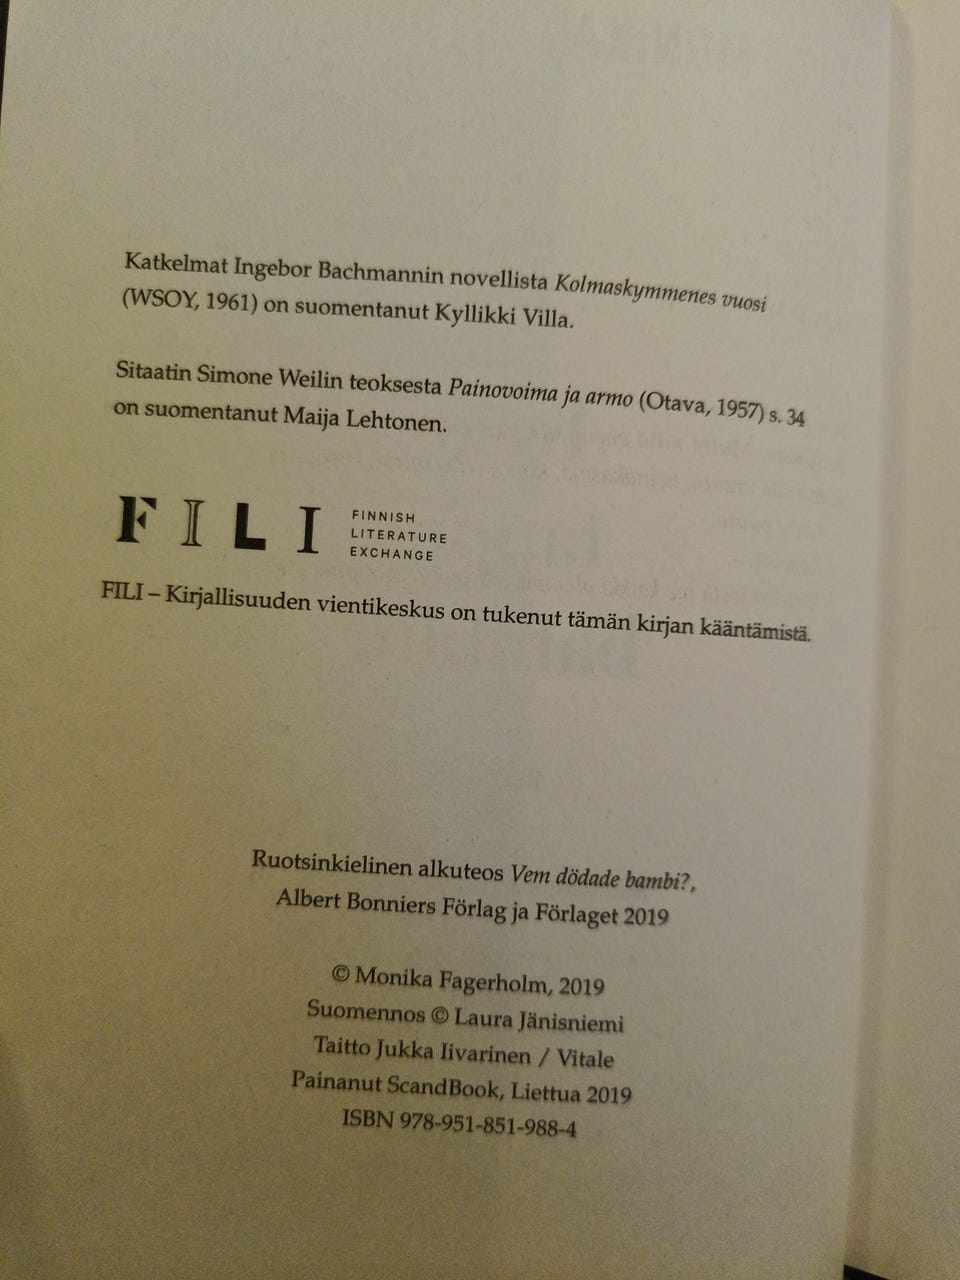 Katkelmat Ingebor Bachmannin novellista Kolmaskymmenes vuosi
(WSOY, 1961) on suomentanut Kyllikki Villa.
Sitaatin Simone Weilin teoksesta Painovoima ja armo (Otava, 1957) s. 34
on suomentanut Maija Lehtonen.
FILI
FINNISH
LITERATURE
EXCHANGE
FILI – Kirjallisuuden vientikeskus on tukenut tämän kirjan kääntämistä.
Ruotsinkielinen alkuteos Vem dödade bambi?,
Albert Bonniers Förlag ja Förlaget 2019
© Monika Fagerholm, 2019
Suomennos © Laura Jänisniemi
Taitto Jukka Iivarinen / Vitale
Painanut ScandBook, Liettua 2019
ISBN 978-951-851-988-4